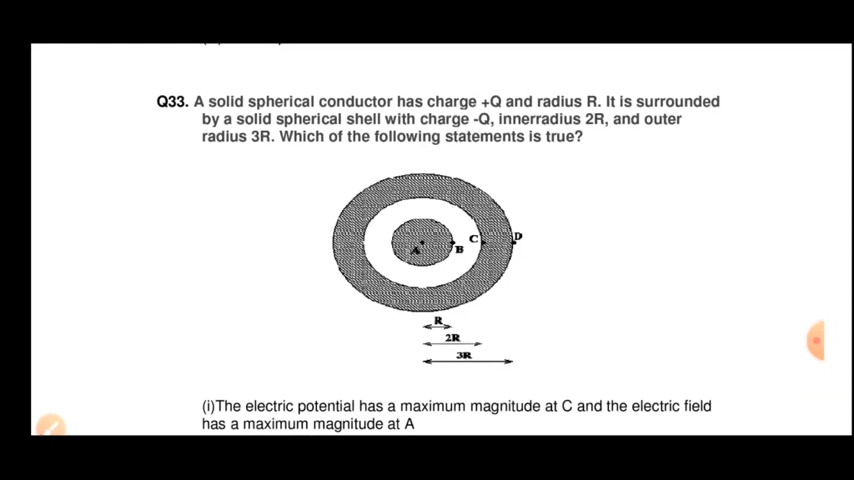 Q33. A solid spherical conductor has charge +Q and radius R. It is surrounded
by a solid spherical shell with charge -Q, innerradius 2R, and outer
radius 3R. Which of the following statements is true?
A
B
C
D
R
2R
3R
(i)The electric potential has a maximum magnitude at C and the electric field
has a maximum magnitude at A